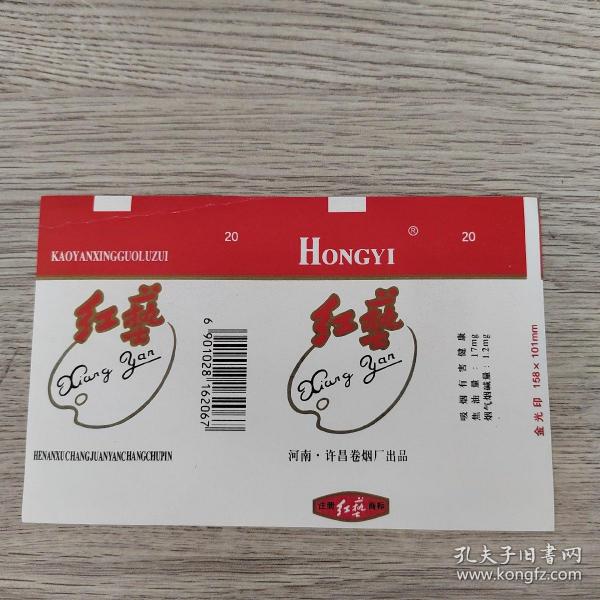 20
HONGYI ®
20
KAOYANXINGGUOLUZUI
红藝
Xiang Yan
6 901028 162067
HENANXUCHANGJUANYANCHANGCHUPIN
红藝
Xiang Yan
河南·许昌卷烟厂出品
注册 红藝 商标
吸烟有害健康
焦油量：17mg
烟气烟碱量：1.2mg
金光印 158×101mm
孔夫子旧书网
www.kongfz.com